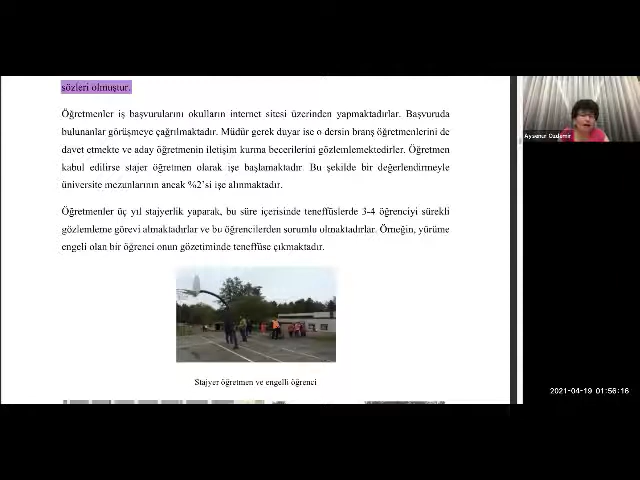 sözleri olmuştur.
Öğretmenler iş başvurularını okulların internet sitesi üzerinden yapmaktadırlar. Başvuruda
bulunanlar görüşmeye çağrılmaktadır. Müdür gerek duyar ise o dersin branş öğretmenlerini de
davet etmekte ve aday öğretmenin iletişim kurma becerilerini gözlemlemektedirler. Öğretmen
kabul edilirse stajer öğretmen olarak işe başlamaktadır. Bu şekilde bir değerlendirmeyle
üniversite mezunlarının ancak %2'si işe alınmaktadır.
Öğretmenler üç yıl stajyerlik yaparak, bu süre içerisinde teneffüslerde 3-4 öğrenciyi sürekli
gözlemleme görevi almaktadırlar ve bu öğrencilerden sorumlu olmaktadırlar. Örneğin, yürüme
engeli olan bir öğrenci onun gözetiminde teneffüse çıkmaktadır.
Stajyer öğretmen ve engelli öğrenci
Aysenur Ozdemir
2021-04-19 01:56:16